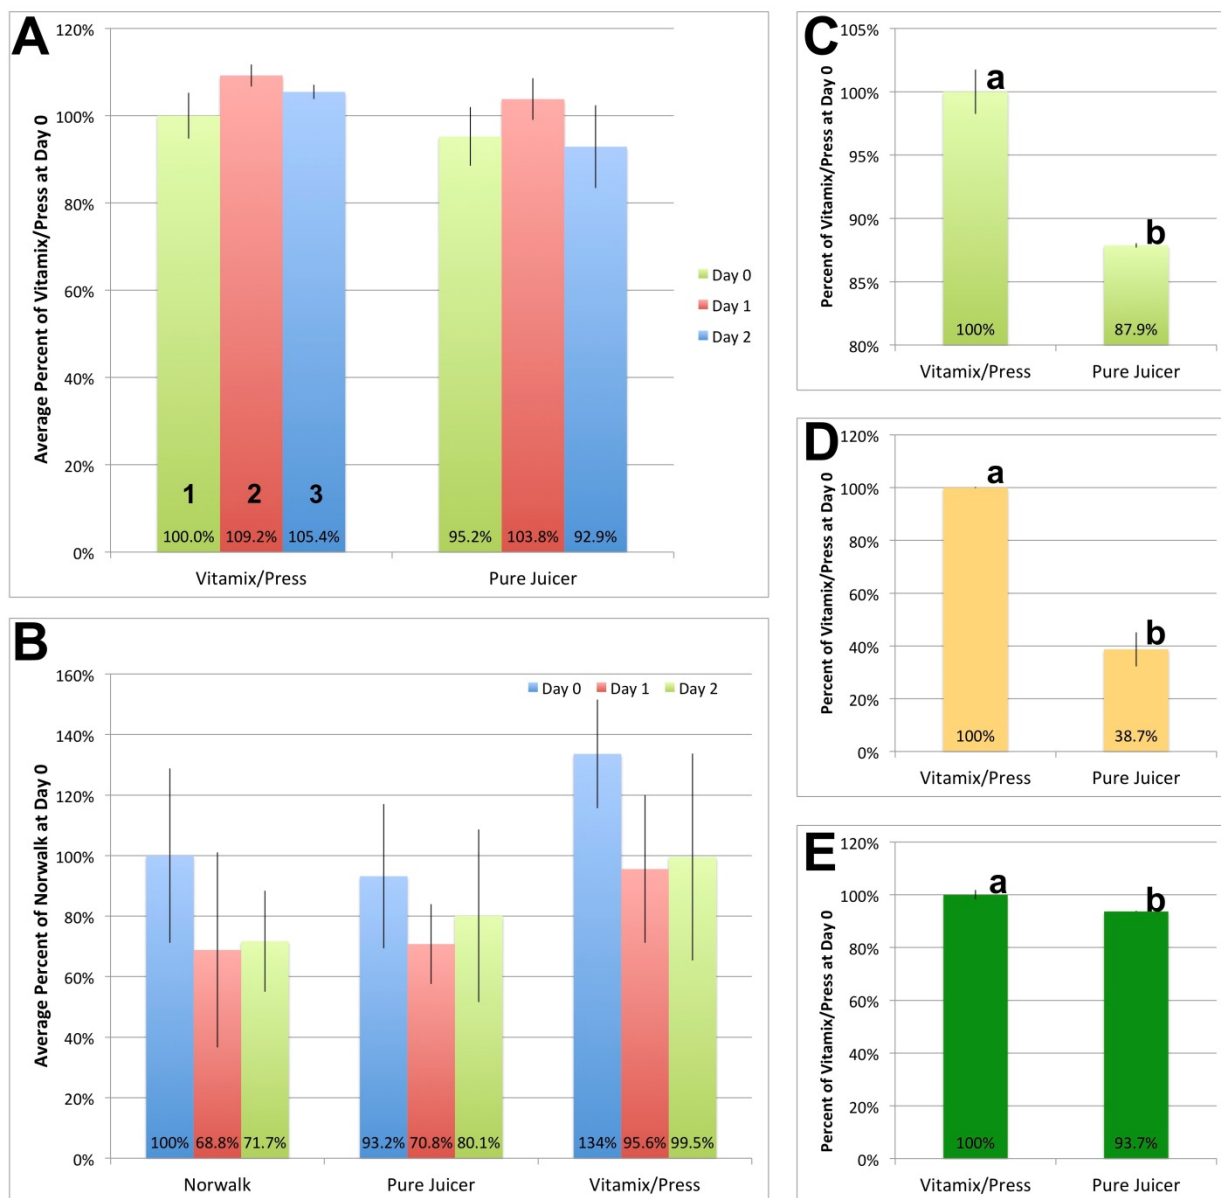 A
Average Percent of Vitamix/Press at Day 0
120%
100%
80%
60%
40%
20%
0%
1 2 3
100.0% 109.2% 105.4% 95.2% 103.8% 92.9%
Vitamix/Press Pure Juicer
Day 0
Day 1
Day 2
B
Average Percent of Norwalk at Day 0
160%
140%
120%
100%
80%
60%
40%
20%
0%
Day 0 Day 1 Day 2
100% 68.8% 71.7% 93.2% 70.8% 80.1% 134% 95.6% 99.5%
Norwalk Pure Juicer Vitamix/Press
C
Percent of Vitamix/Press at Day 0
105%
100%
95%
90%
85%
80%
a
b
100% 87.9%
Vitamix/Press Pure Juicer
D
Percent of Vitamix/Press at Day 0
120%
100%
80%
60%
40%
20%
0%
a
b
100% 38.7%
Vitamix/Press Pure Juicer
E
Percent of Vitamix/Press at Day 0
120%
100%
80%
60%
40%
20%
0%
a
b
100% 93.7%
Vitamix/Press Pure Juicer